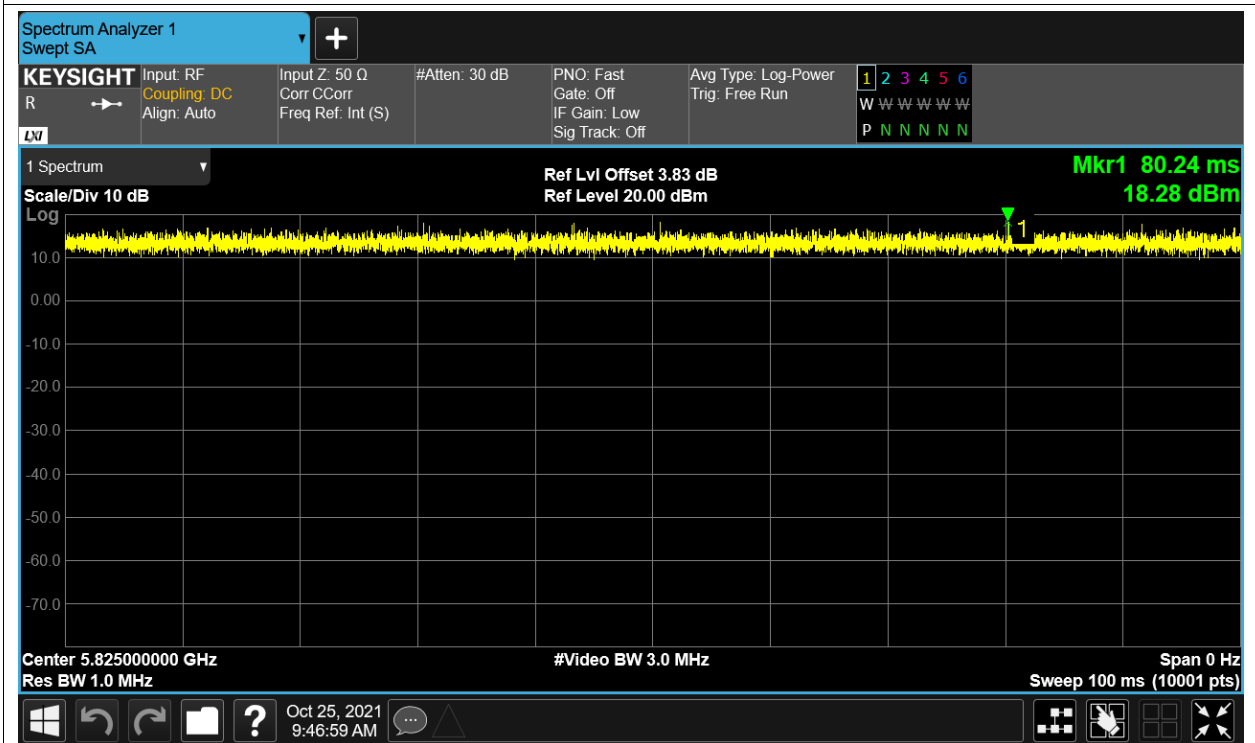 Spectrum Analyzer 1
Swept SA
KEYSIGHT
R
LXI
Input: RF
Coupling: DC
Align: Auto
Input Z: 50 Ω
Corr CCorr
Freq Ref: Int (S)
#Atten: 30 dB
PNO: Fast
Gate: Off
IF Gain: Low
Sig Track: Off
Avg Type: Log-Power
Trig: Free Run
1 2 3 4 5 6
W W W W W W
P N N N N N
1 Spectrum
Scale/Div 10 dB
Ref Lvl Offset 3.83 dB
Ref Level 20.00 dBm
Mkr1 80.24 ms
18.28 dBm
Log
1
10.0
0.00
-10.0
-20.0
-30.0
-40.0
-50.0
-60.0
-70.0
Center 5.825000000 GHz
#Video BW 3.0 MHz
Span 0 Hz
Res BW 1.0 MHz
Sweep 100 ms (10001 pts)
?
Oct 25, 2021
9:46:59 AM